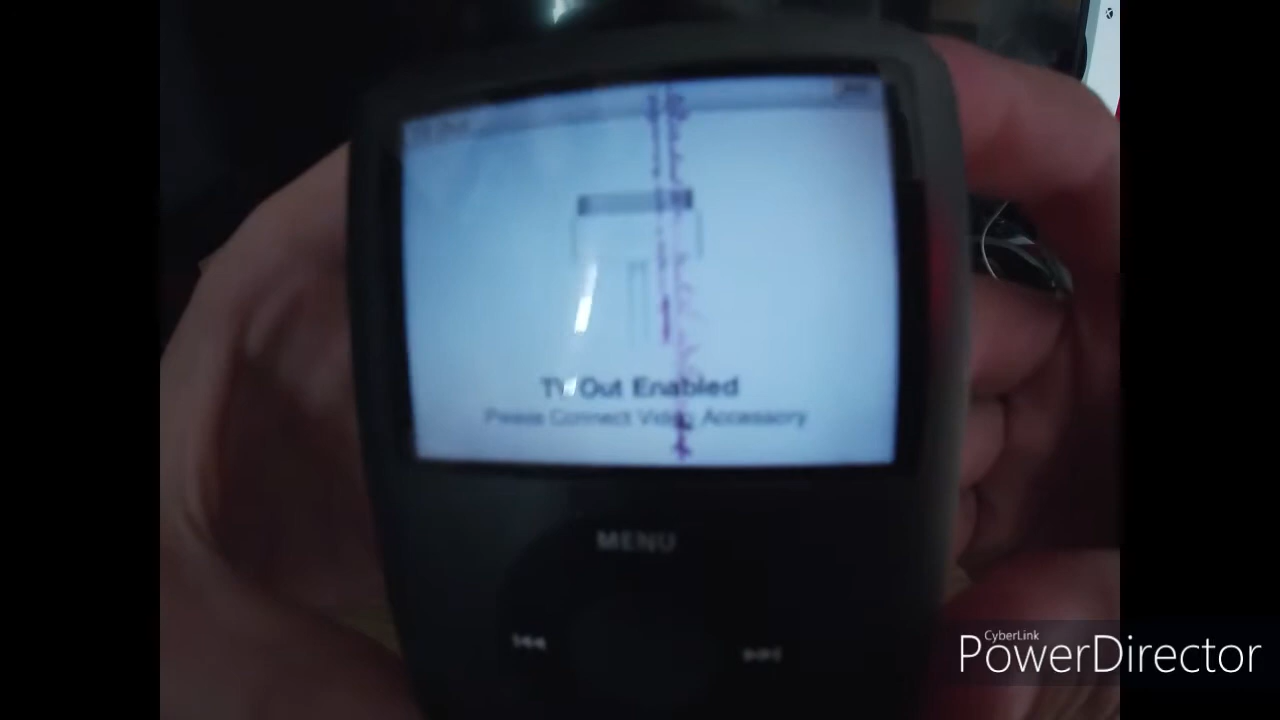 TV Out Enabled
Please Connect Video Accessory
MENU
CyberLink
PowerDirector